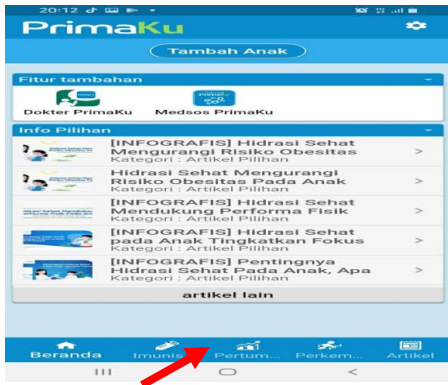 20:12
PrimaKu
Tambah Anak
Fitur tambahan
Dokter PrimaKu Medsos PrimaKu
Info Pilihan
[INFOGRAFIS] Hidrasi Sehat
Mengurangi Risiko Obesitas
Kategori : Artikel Pilihan
Hidrasi Sehat Mengurangi
Risiko Obesitas Pada Anak
Kategori : Artikel Pilihan
[INFOGRAFIS] Hidrasi Sehat
Mendukung Performa Fisik
Kategori : Artikel Pilihan
[INFOGRAFIS] Hidrasi Sehat
pada Anak Tingkatkan Fokus
Kategori : Artikel Pilihan
[INFOGRAFIS] Pentingnya
Hidrasi Sehat Pada Anak, Apa
Kategori : Artikel Pilihan
artikel lain
Beranda Imunis... Pertum... Perkem... Artikel